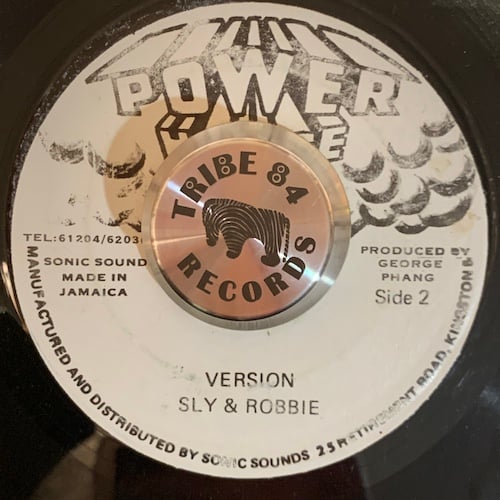 POWER
TRIBE 84
RECORDS
TEL: 61204/6203
SONIC SOUND
MADE IN
JAMAICA
PRODUCED BY
GEORGE
PHANG
Side 2
VERSION
SLY & ROBBIE
MANUFACTURED AND DISTRIBUTED BY SONIC SOUNDS 25 RETIREMENT ROAD, KINGSTON